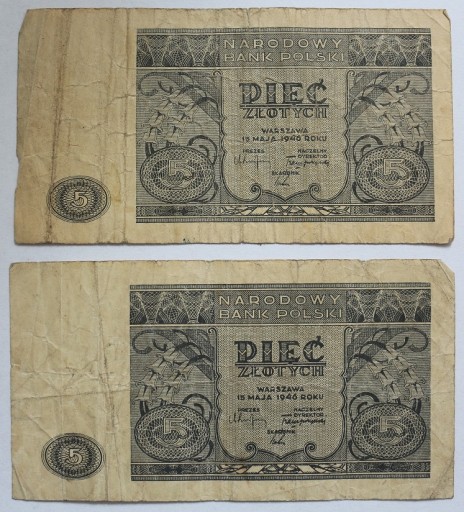 NARODOWY
BANK POLSKI
PIĘĆ
ZŁOTYCH
WARSZAWA
15 MAJA 1946 ROKU
PREZES NACZELNY
DYREKTOR
SKARBNIK
5 5
5
NARODOWY
BANK POLSKI
PIĘĆ
ZŁOTYCH
WARSZAWA
15 MAJA 1946 ROKU
PREZES NACZELNY
DYREKTOR
SKARBNIK
5 5
5